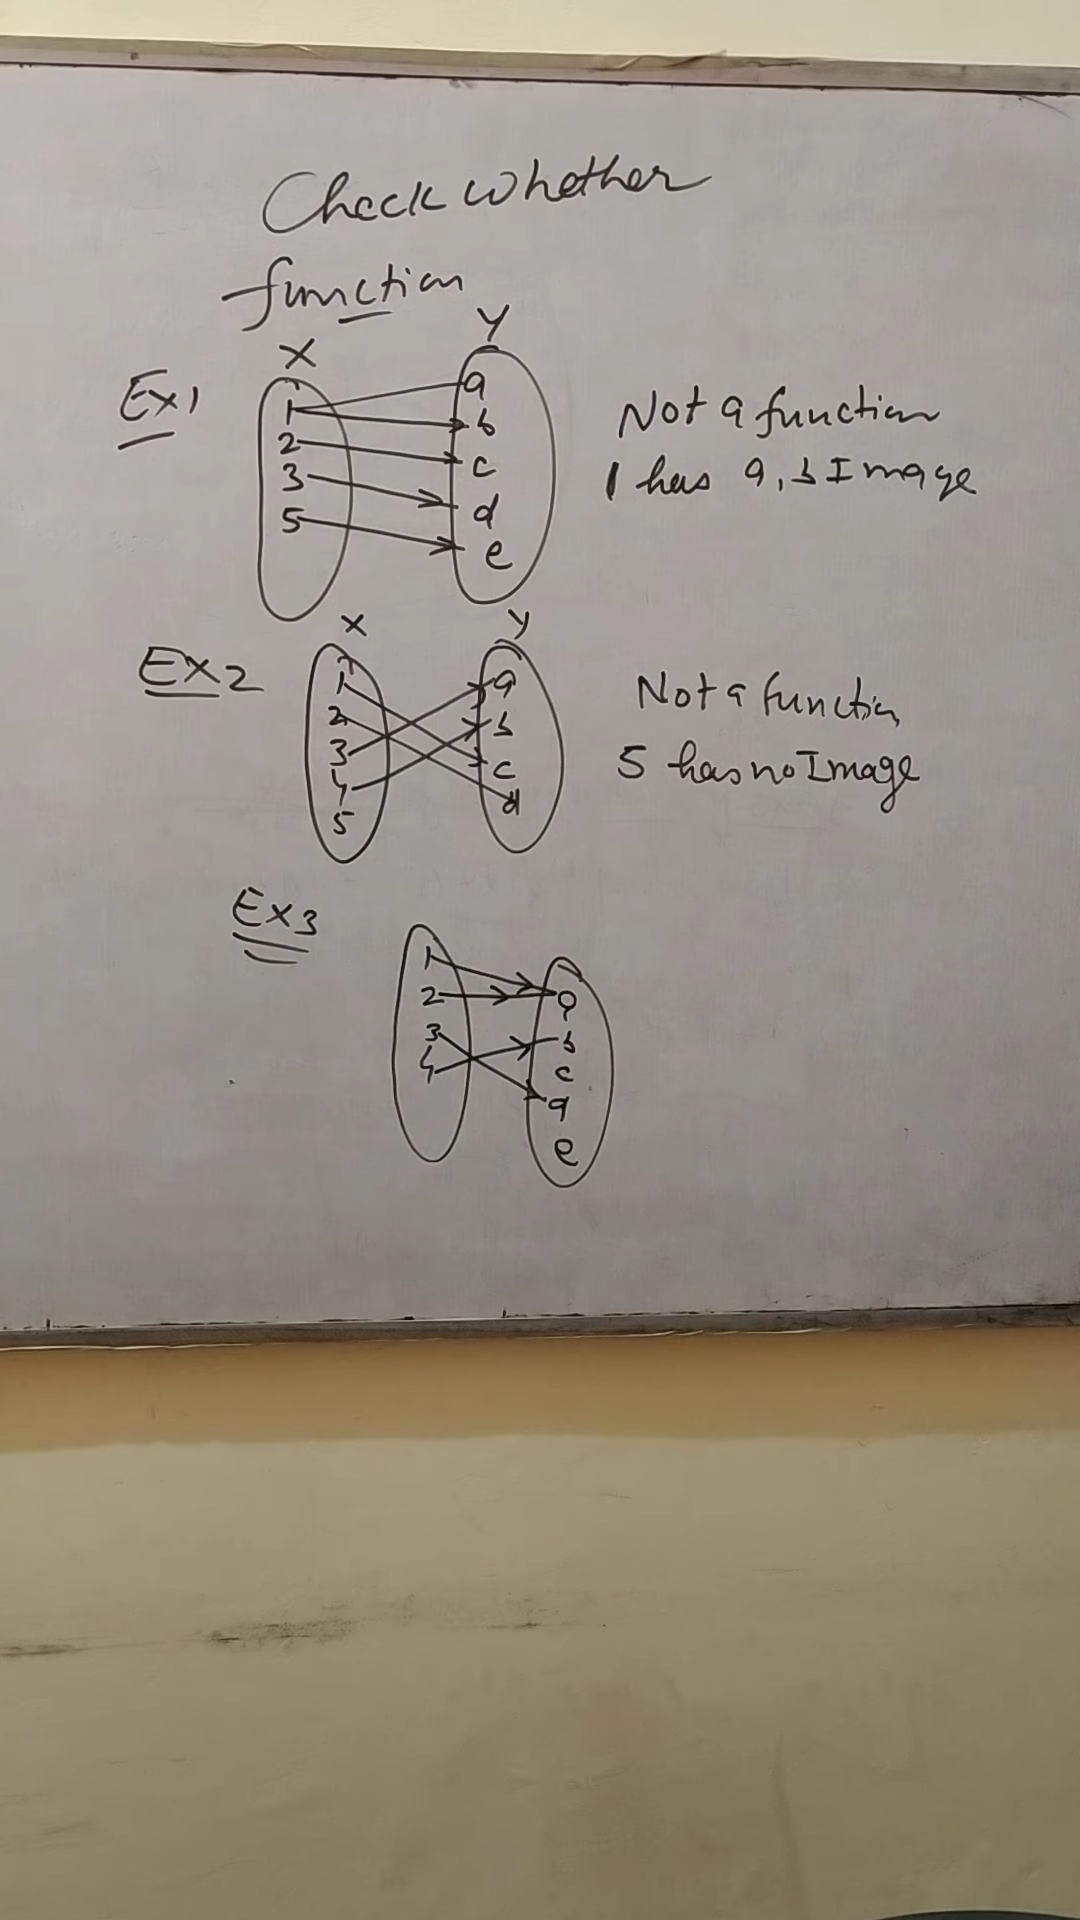 Check whether
function
X Y
Ex1
1 a
2 b
3 c
5 d
e
Not a function
1 has a, b Image
X Y
Ex2
1 a
2 b
3 c
4 d
5
Not a function
5 has no Image
Ex3
1 a
2 b
3 c
4 d
e